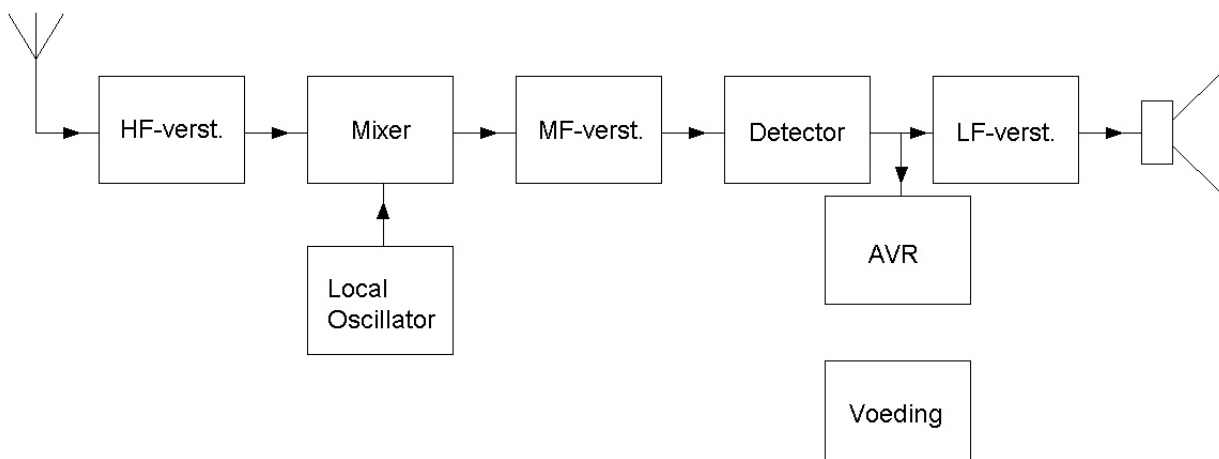 HF-verst.
Mixer
MF-verst.
Detector
LF-verst.
AVR
Local
Oscillator
Voeding